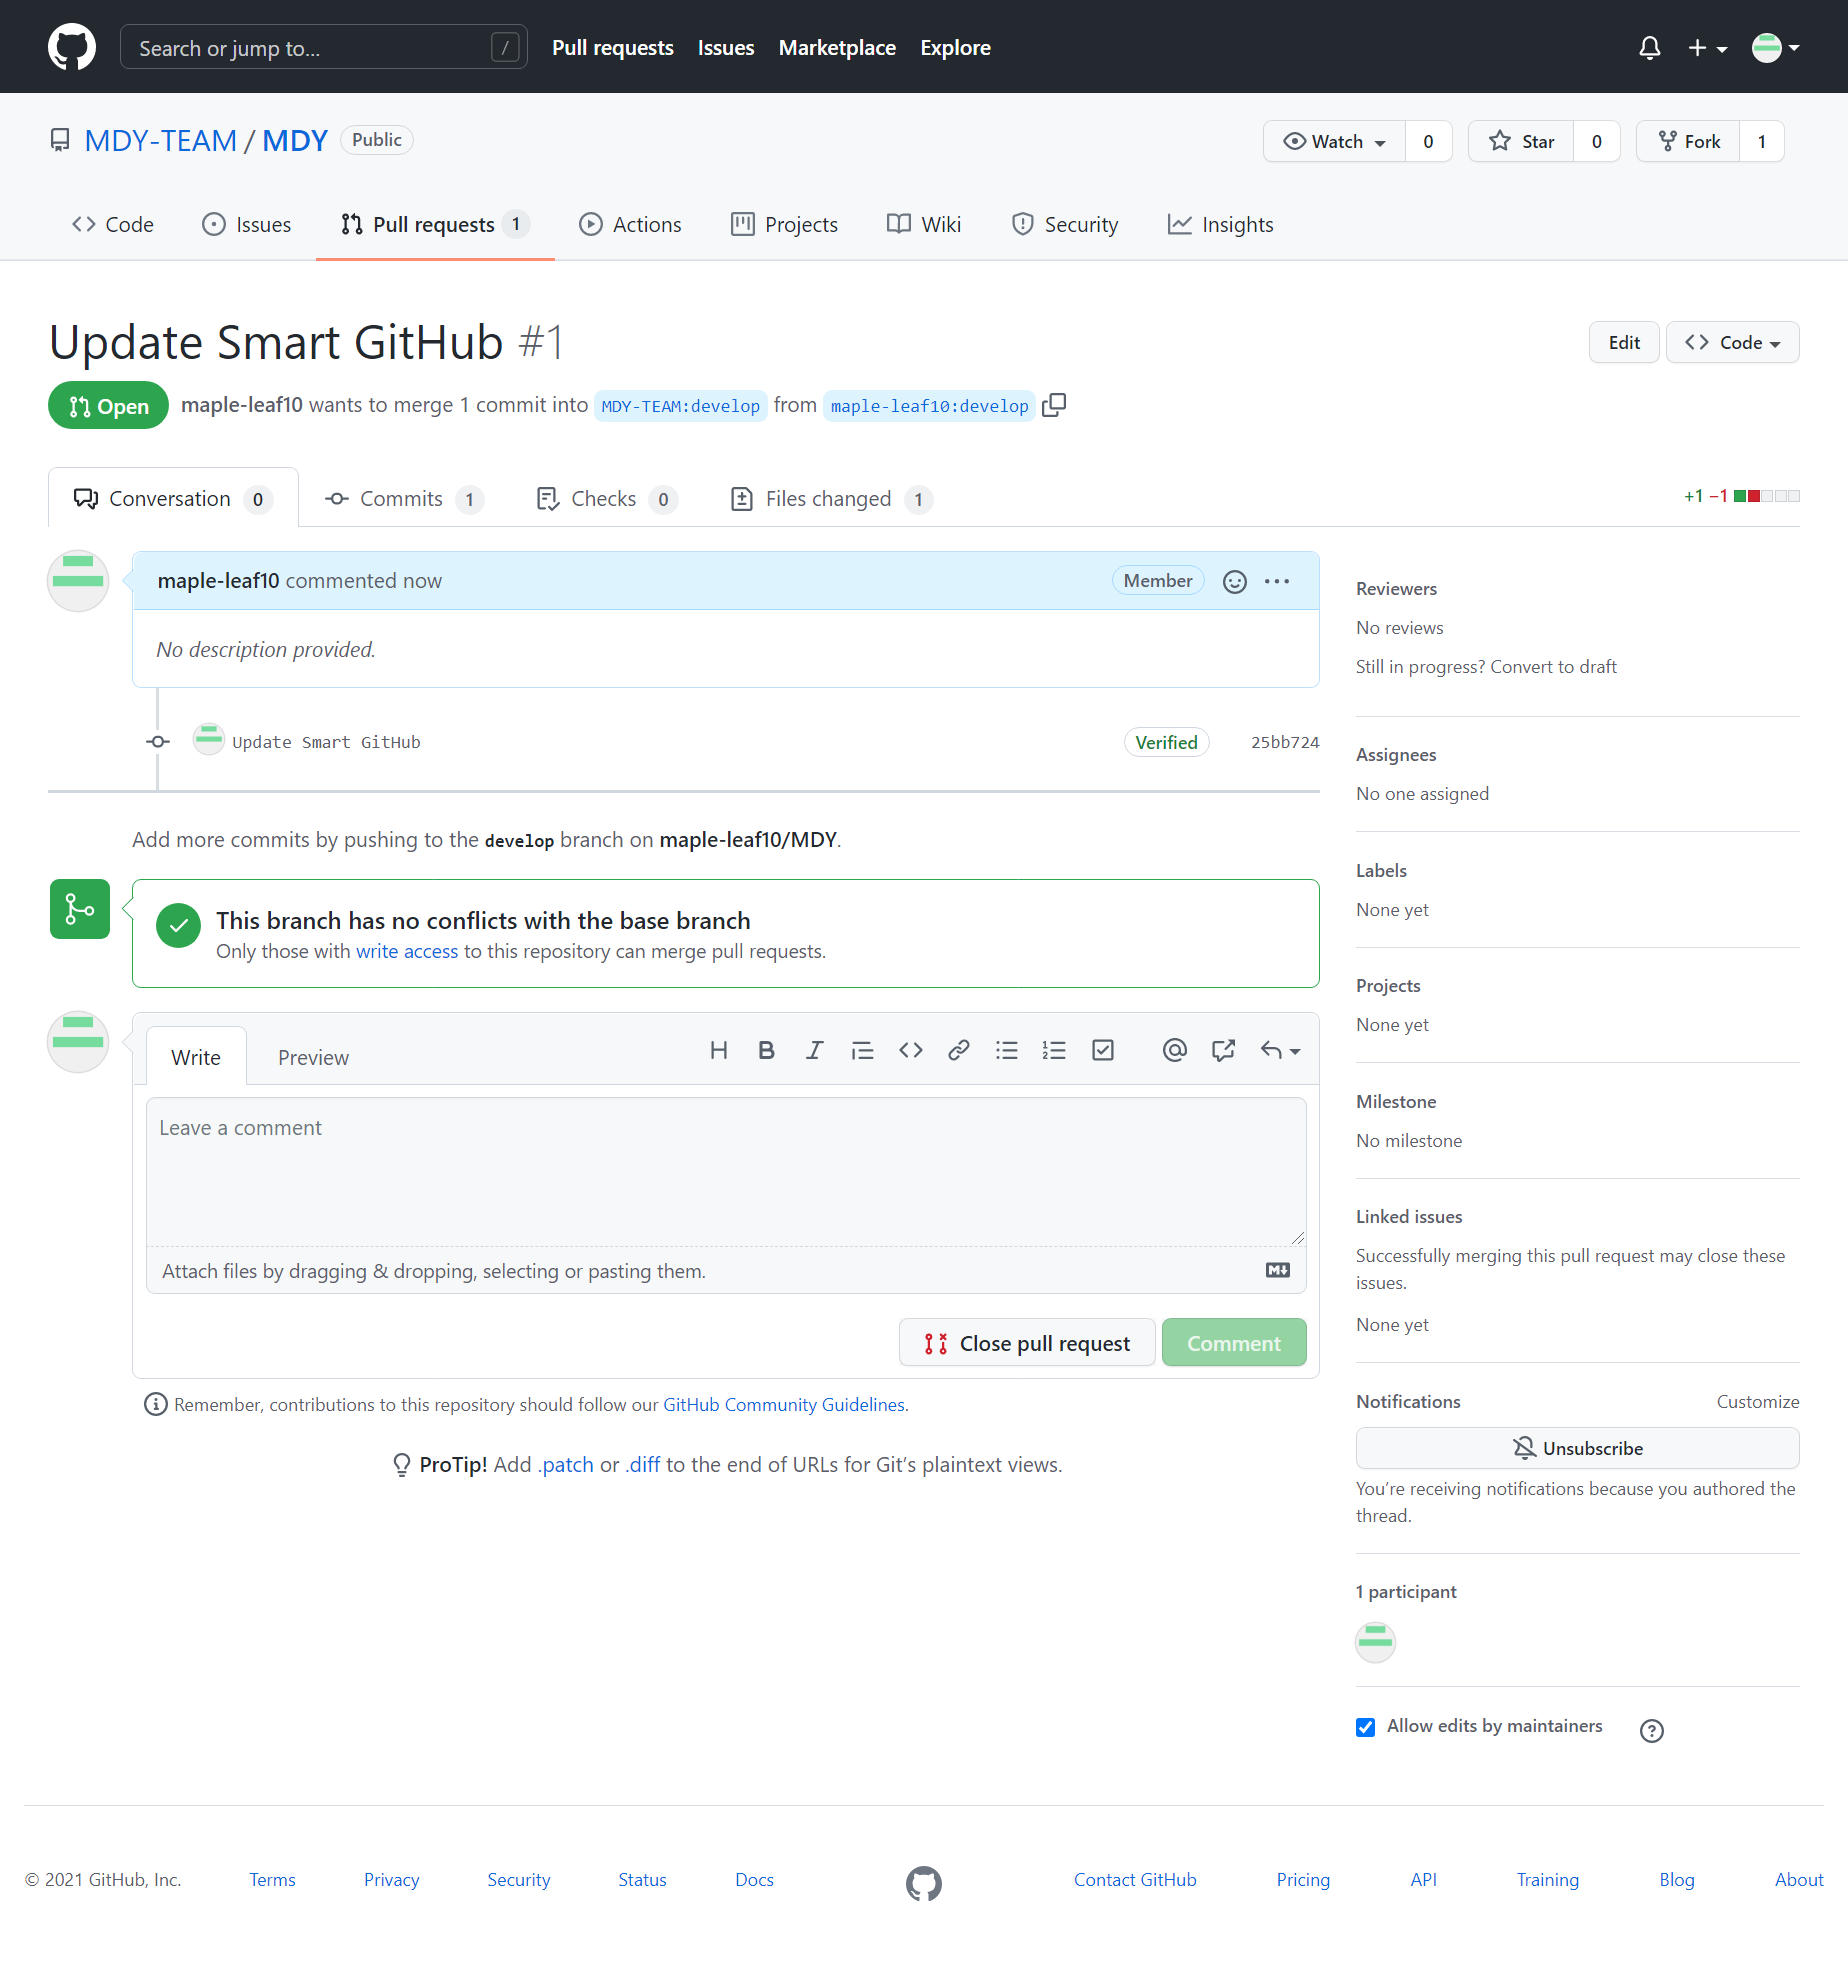 Search or jump to... /
Pull requests Issues Marketplace Explore
MDY-TEAM / MDY Public
Watch 0 Star 0 Fork 1
Code Issues Pull requests 1 Actions Projects Wiki Security Insights
Update Smart GitHub #1
Edit Code
Open maple-leaf10 wants to merge 1 commit into MDY-TEAM:develop from maple-leaf10:develop
Conversation 0 Commits 1 Checks 0 Files changed 1
+1 −1
maple-leaf10 commented now Member
No description provided.
Update Smart GitHub Verified 25bb724
Add more commits by pushing to the develop branch on maple-leaf10/MDY.
This branch has no conflicts with the base branch
Only those with write access to this repository can merge pull requests.
Write Preview
H B I
Leave a comment
Attach files by dragging & dropping, selecting or pasting them.
Close pull request Comment
Remember, contributions to this repository should follow our GitHub Community Guidelines.
ProTip! Add .patch or .diff to the end of URLs for Git’s plaintext views.
Reviewers
No reviews
Still in progress? Convert to draft
Assignees
No one assigned
Labels
None yet
Projects
None yet
Milestone
No milestone
Linked issues
Successfully merging this pull request may close these
issues.
None yet
Notifications Customize
Unsubscribe
You’re receiving notifications because you authored the
thread.
1 participant
Allow edits by maintainers
© 2021 GitHub, Inc. Terms Privacy Security Status Docs Contact GitHub Pricing API Training Blog About